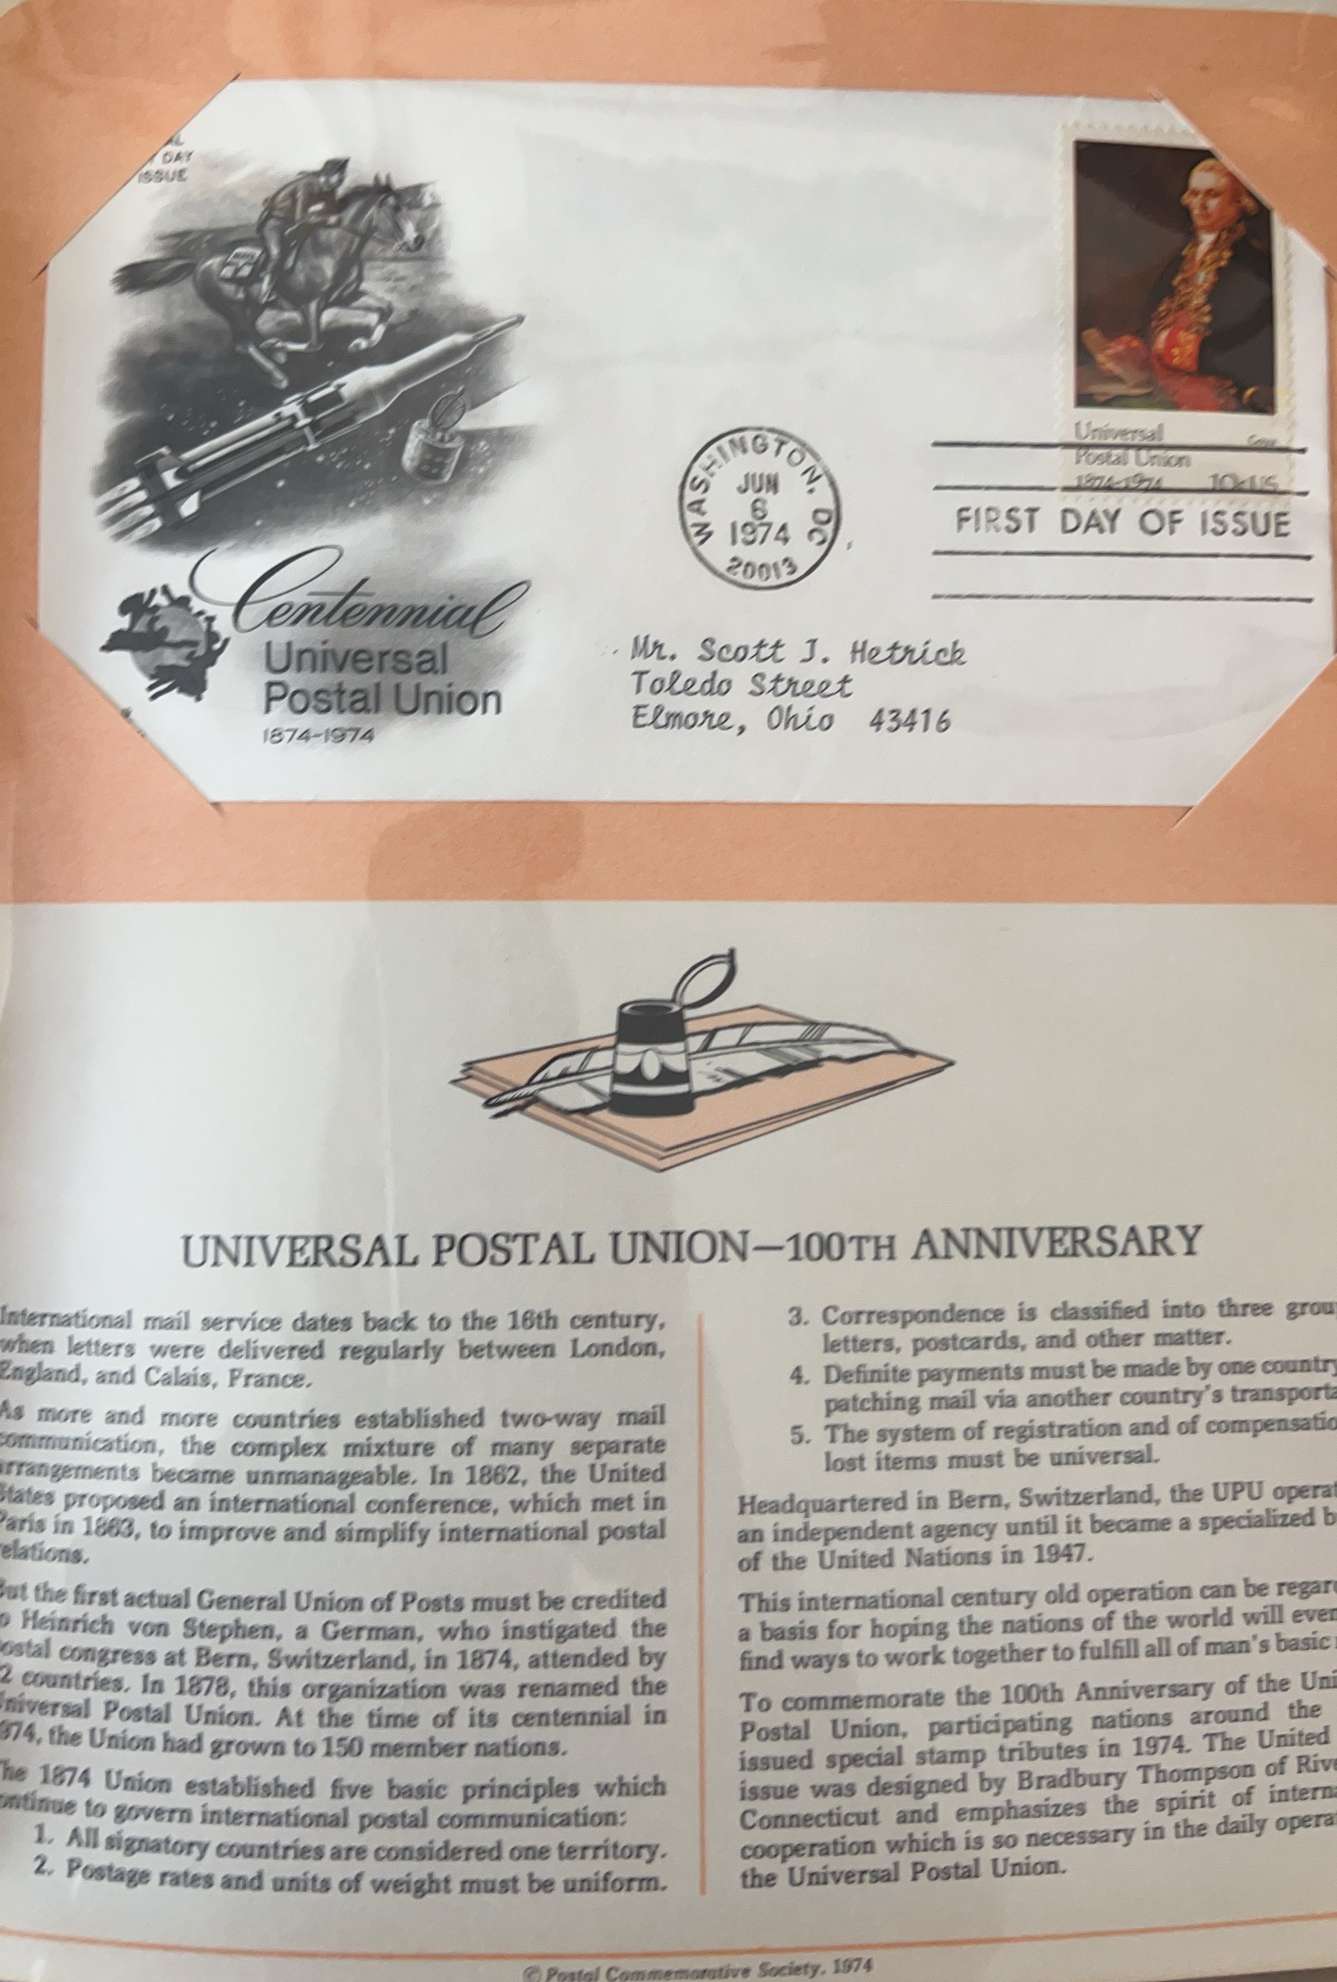 DAY
ISSUE
Centennial
Universal
Postal Union
1874-1974
WASHINGTON, DC
JUN
6
1974
20013
Universal
Postal Union
1874-1974 10c US
FIRST DAY OF ISSUE
Mr. Scott J. Hetrick
Toledo Street
Elmore, Ohio 43416
UNIVERSAL POSTAL UNION—100TH ANNIVERSARY
International mail service dates back to the 16th century,
when letters were delivered regularly between London,
England, and Calais, France.
As more and more countries established two-way mail
communication, the complex mixture of many separate
arrangements became unmanageable. In 1862, the United
States proposed an international conference, which met in
Paris in 1863, to improve and simplify international postal
relations.
But the first actual General Union of Posts must be credited
to Heinrich von Stephen, a German, who instigated the
postal congress at Bern, Switzerland, in 1874, attended by
2 countries. In 1878, this organization was renamed the
Universal Postal Union. At the time of its centennial in
974, the Union had grown to 150 member nations.
The 1874 Union established five basic principles which
continue to govern international postal communication:
1. All signatory countries are considered one territory.
2. Postage rates and units of weight must be uniform.
3. Correspondence is classified into three grou
letters, postcards, and other matter.
4. Definite payments must be made by one country
patching mail via another country's transporta
5. The system of registration and of compensatio
lost items must be universal.
Headquartered in Bern, Switzerland, the UPU operat
an independent agency until it became a specialized b
of the United Nations in 1947.
This international century old operation can be regar
a basis for hoping the nations of the world will even
find ways to work together to fulfill all of man's basic
To commemorate the 100th Anniversary of the Uni
Postal Union, participating nations around the
issued special stamp tributes in 1974. The United
issue was designed by Bradbury Thompson of Riv
Connecticut and emphasizes the spirit of intern
cooperation which is so necessary in the daily opera
the Universal Postal Union.
© Postal Commemorative Society, 1974